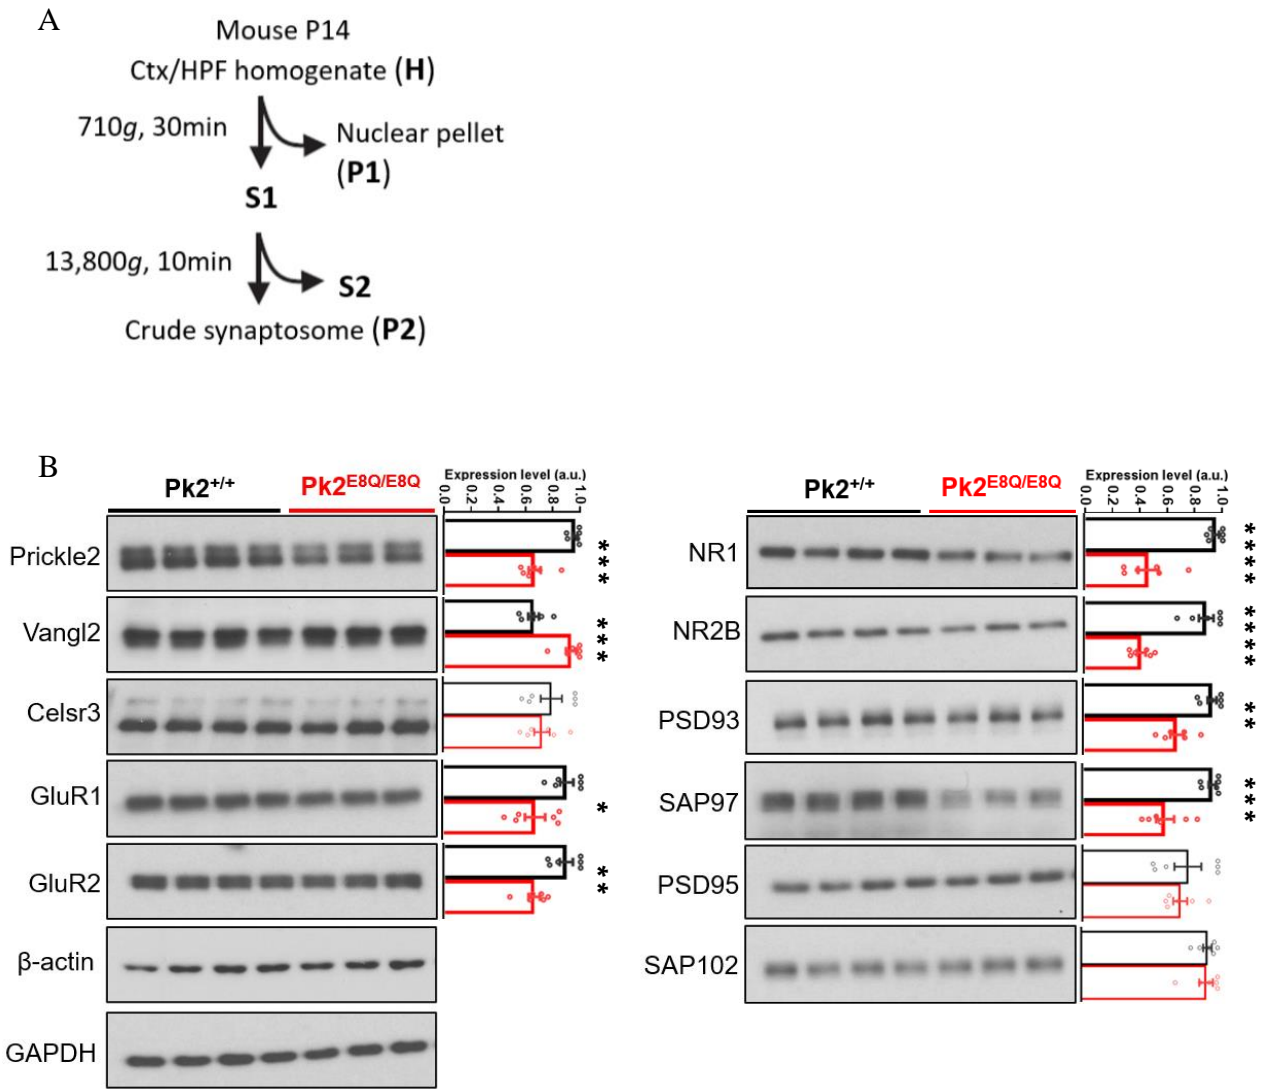 A
Mouse P14
Ctx/HPF homogenate (H)
710g, 30min
Nuclear pellet
(P1)
S1
13,800g, 10min
S2
Crude synaptosome (P2)
B
Pk2+/+
Pk2E8Q/E8Q
Expression level (a.u.)
0.0
0.2
0.4
0.6
0.8
1.0
Prickle2
***
Vangl2
***
Celsr3
GluR1
*
GluR2
**
β-actin
GAPDH
Pk2+/+
Pk2E8Q/E8Q
Expression level (a.u.)
0.0
0.2
0.4
0.6
0.8
1.0
NR1
****
NR2B
****
PSD93
**
SAP97
***
PSD95
SAP102